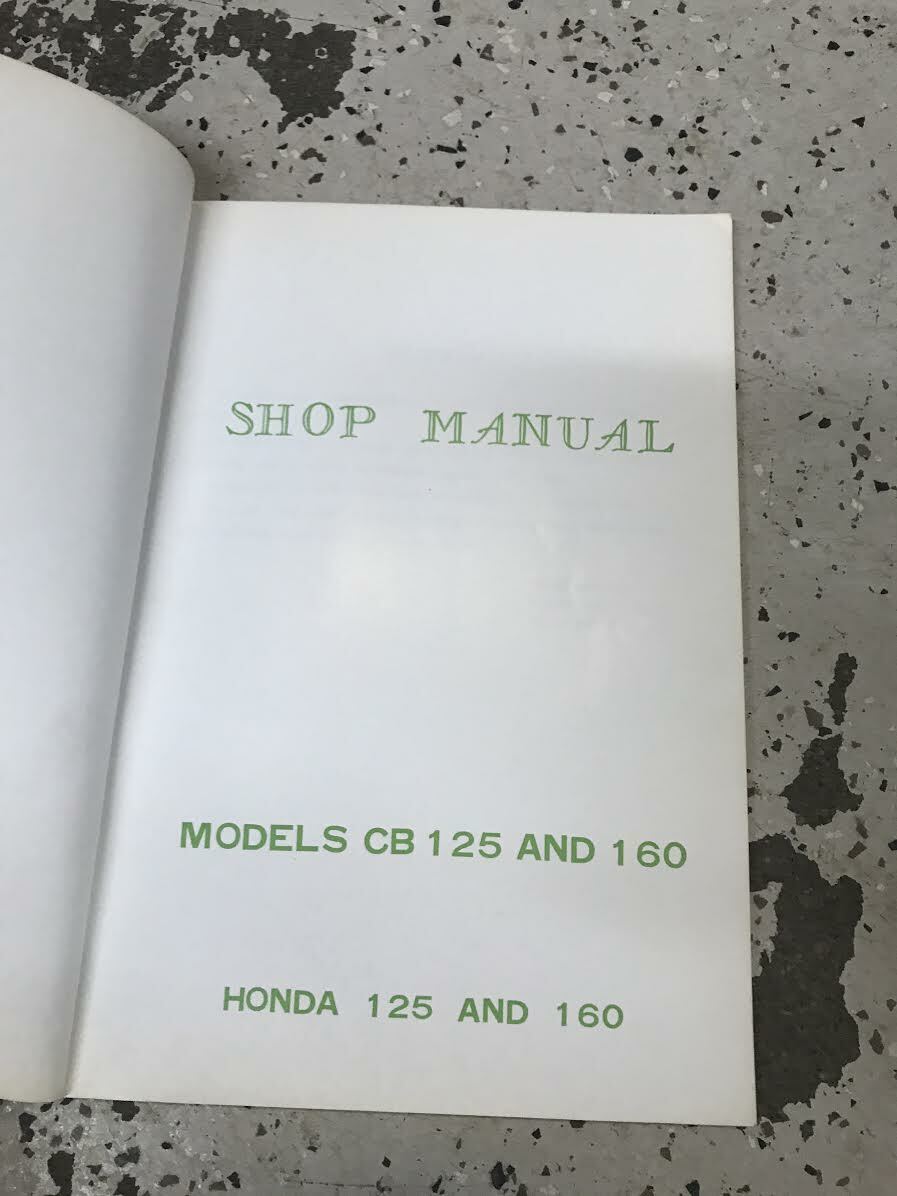 SHOP MANUAL
MODELS CB 125 AND 160
HONDA 125 AND 160